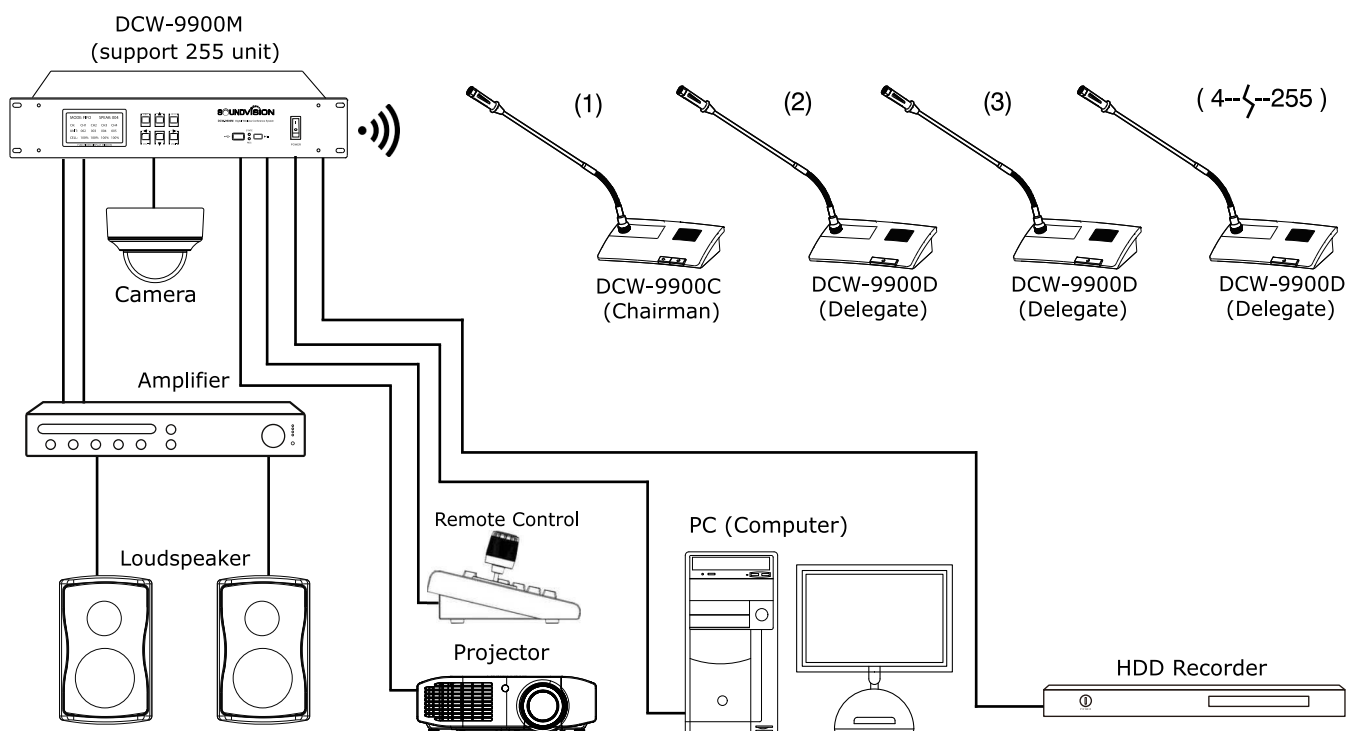 DCW-9900M
(support 255 unit)
SOUNDVISION
POWER
(1)
(2)
(3)
( 4--⌇--255 )
DCW-9900C
(Chairman)
DCW-9900D
(Delegate)
DCW-9900D
(Delegate)
DCW-9900D
(Delegate)
Camera
Amplifier
Loudspeaker
Remote Control
Projector
PC (Computer)
HDD Recorder